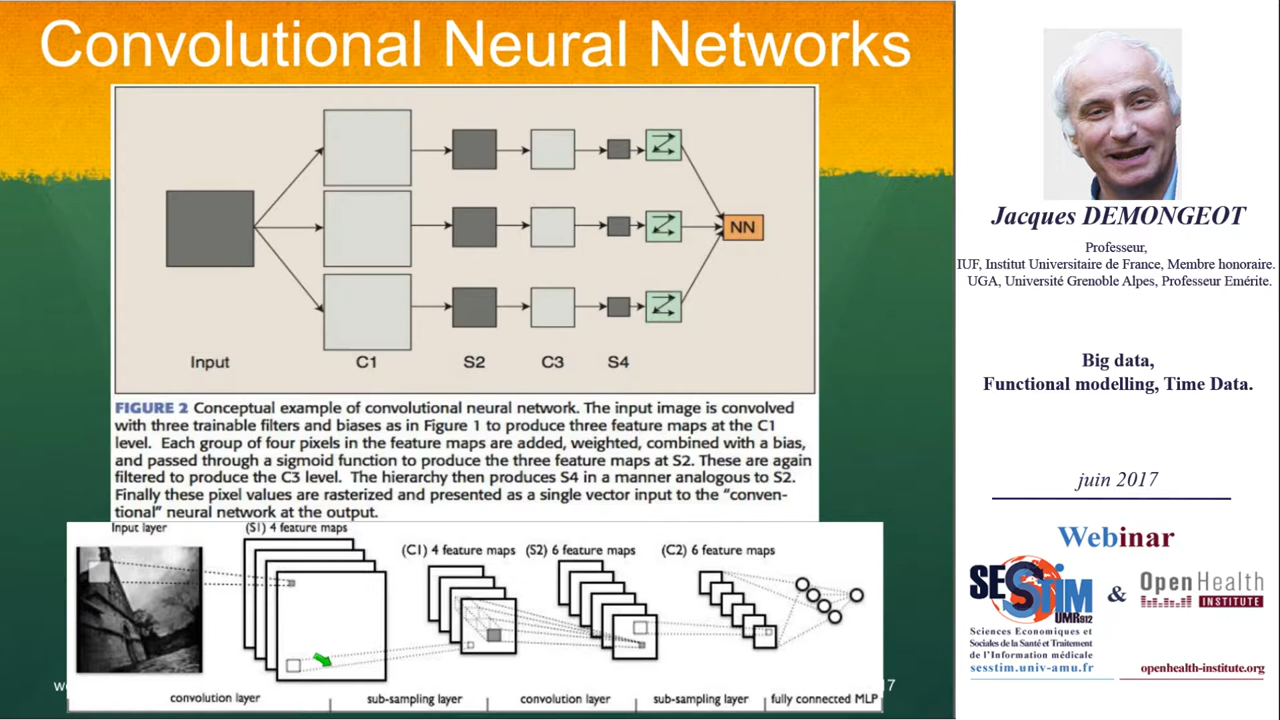 Convolutional Neural Networks
NN
Input
C1
S2
C3
S4
FIGURE 2 Conceptual example of convolutional neural network. The input image is convolved
with three trainable filters and biases as in Figure 1 to produce three feature maps at the C1
level. Each group of four pixels in the feature maps are added, weighted, combined with a bias,
and passed through a sigmoid function to produce the three feature maps at S2. These are again
filtered to produce the C3 level. The hierarchy then produces S4 in a manner analogous to S2.
Finally these pixel values are rasterized and presented as a single vector input to the “conven-
tional” neural network at the output.
Input layer
(S1) 4 feature maps
(C1) 4 feature maps
(S2) 6 feature maps
(C2) 6 feature maps
convolution layer
sub-sampling layer
convolution layer
sub-sampling layer
fully connected MLP
Jacques DEMONGEOT
Professeur,
IUF, Institut Universitaire de France, Membre honoraire.
UGA, Université Grenoble Alpes, Professeur Emérite.
Big data,
Functional modelling, Time Data.
juin 2017
Webinar
SESSTIM
UMR912
Sciences Economiques et
Sociales de la Santé et Traitement
de l'Information médicale
sesstim.univ-amu.fr
&
OpenHealth
INSTITUTE
openhealth-institute.org